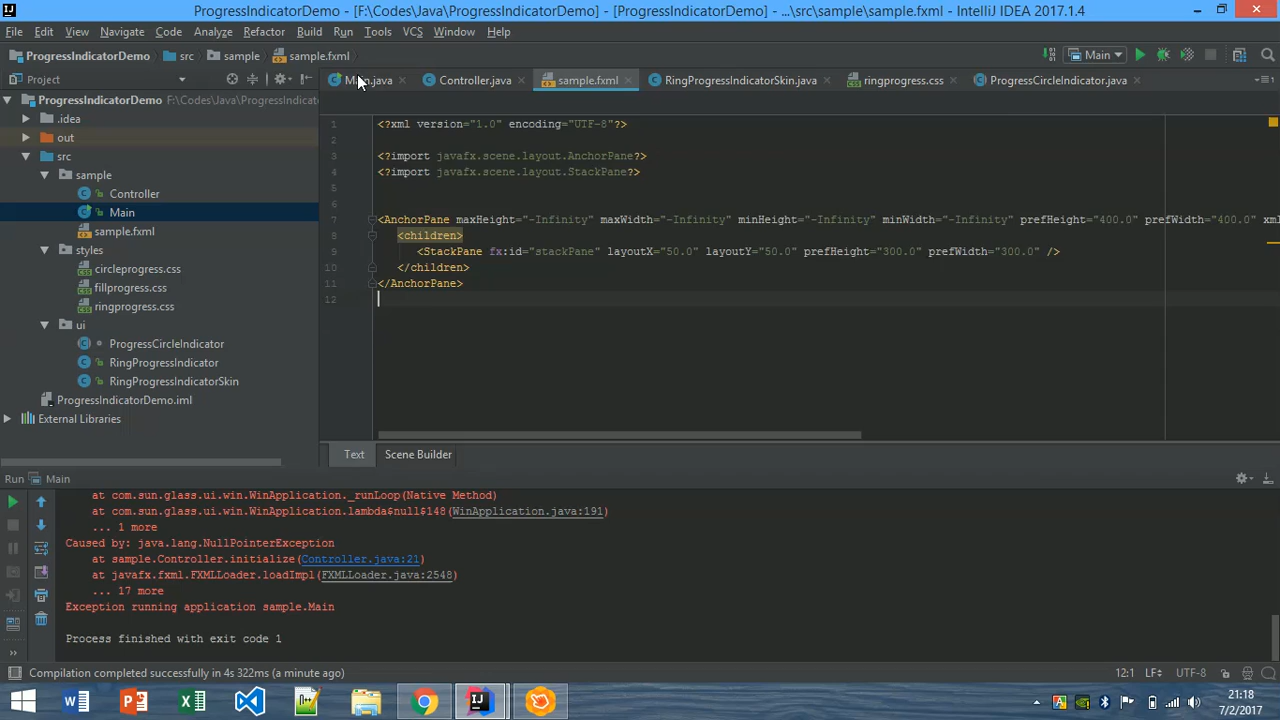 ProgressIndicatorDemo - [F:\Codes\Java\ProgressIndicatorDemo] - [ProgressIndicatorDemo] - ...\src\sample\sample.fxml - IntelliJ IDEA 2017.1.4
File Edit View Navigate Code Analyze Refactor Build Run Tools VCS Window Help
ProgressIndicatorDemo src sample sample.fxml Main
Project Main.java Controller.java sample.fxml RingProgressIndicatorSkin.java ringprogress.css ProgressCircleIndicator.java
ProgressIndicatorDemo F:\Codes\Java\ProgressIndicatorD
.idea
out
src
sample
Controller
Main
sample.fxml
styles
circleprogress.css
fillprogress.css
ringprogress.css
ui
ProgressCircleIndicator
RingProgressIndicator
RingProgressIndicatorSkin
ProgressIndicatorDemo.iml
External Libraries
1 <?xml version="1.0" encoding="UTF-8"?>
2
3 <?import javafx.scene.layout.AnchorPane?>
4 <?import javafx.scene.layout.StackPane?>
5
6
7 <AnchorPane maxHeight="-Infinity" maxWidth="-Infinity" minHeight="-Infinity" minWidth="-Infinity" prefHeight="400.0" prefWidth="400.0" xml
8 <children>
9 <StackPane fx:id="stackPane" layoutX="50.0" layoutY="50.0" prefHeight="300.0" prefWidth="300.0" />
10 </children>
11 </AnchorPane>
12
Text Scene Builder
Run Main
at com.sun.glass.ui.win.WinApplication._runLoop(Native Method)
at com.sun.glass.ui.win.WinApplication.lambda$null$148(WinApplication.java:191)
... 1 more
Caused by: java.lang.NullPointerException
at sample.Controller.initialize(Controller.java:21)
at javafx.fxml.FXMLLoader.loadImpl(FXMLLoader.java:2548)
... 17 more
Exception running application sample.Main
Process finished with exit code 1
Compilation completed successfully in 4s 322ms (a minute ago) 12:1 LF÷ UTF-8
21:18
7/2/2017